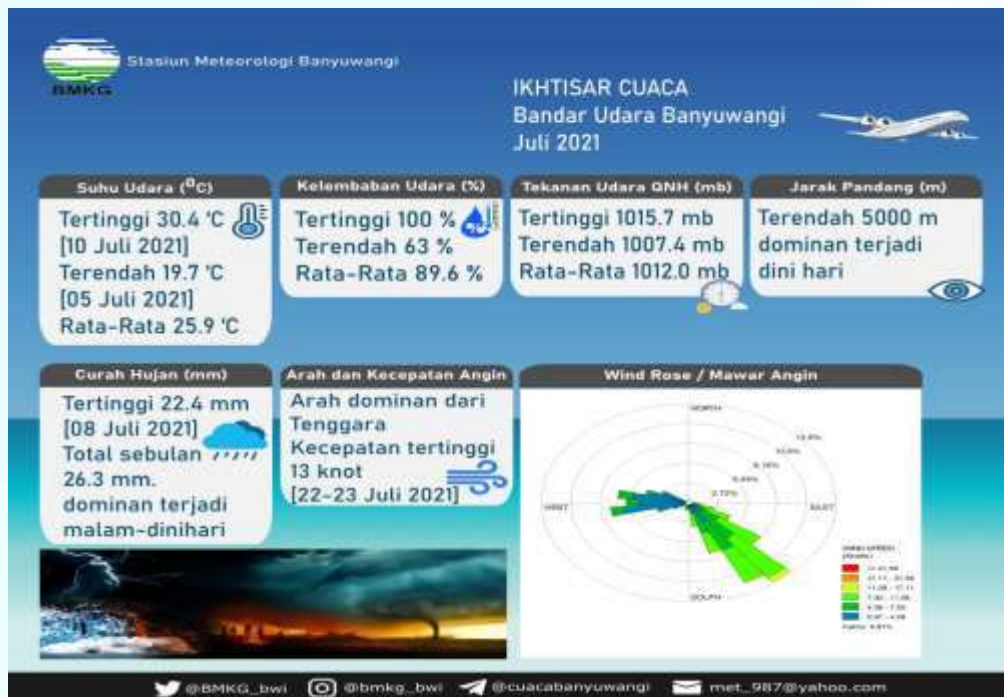 BMKG
Stasiun Meteorologi Banyuwangi
IKHTISAR CUACA
Bandar Udara Banyuwangi
Juli 2021
Suhu Udara (⁰C)
Tertinggi 30.4 °C
[10 Juli 2021]
Terendah 19.7 °C
[05 Juli 2021]
Rata-Rata 25.9 °C
Kelembaban Udara (%)
Tertinggi 100 %
Terendah 63 %
Rata-Rata 89.6 %
Tekanan Udara QNH (mb)
Tertinggi 1015.7 mb
Terendah 1007.4 mb
Rata-Rata 1012.0 mb
Jarak Pandang (m)
Terendah 5000 m
dominan terjadi
dini hari
Curah Hujan (mm)
Tertinggi 22.4 mm
[08 Juli 2021]
Total sebulan
26.3 mm.
dominan terjadi
malam-dinihari
Arah dan Kecepatan Angin
Arah dominan dari
Tenggara
Kecepatan tertinggi
13 knot
[22-23 Juli 2021]
Wind Rose / Mawar Angin
NORTH
WEST
EAST
SOUTH
WIND SPEED
(Knots)
@BMKG_bwi
@bmkg_bwi
@cuacabanyuwangi
met_987@yahoo.com